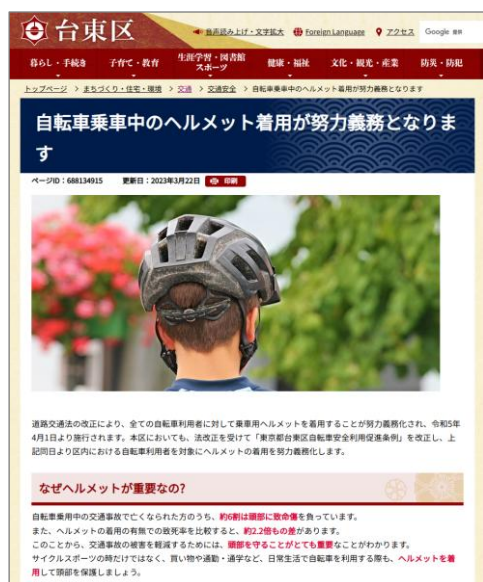 台東区
音声読み上げ・文字拡大 Foreign Language アクセス Google
暮らし・手続き 子育て・教育 生涯学習・図書館 スポーツ 健康・福祉 文化・観光・産業 防災・防犯
トップページ > まちづくり・住宅・環境 > 交通 > 交通安全 > 自転車乗車中のヘルメット着用が努力義務となります
自転車乗車中のヘルメット着用が努力義務となりま
す
ページID:688134915 更新日:2023年3月22日 印刷
道路交通法の改正により、全ての自転車利用者に対して乗車用ヘルメットを着用することが努力義務化され、令和5年
4月1日より施行されます。本区においても、法改正を受けて「東京都台東区自転車安全利用促進条例」を改正し、上
記同日より区内における自転車利用者を対象にヘルメットの着用を努力義務化します。
なぜヘルメットが重要なの?
自転車乗用中の交通事故で亡くなられた方のうち、約6割は頭部に致命傷を負っています。
また、ヘルメットの着用の有無での致死率を比較すると、約2.2倍もの差があります。
このことから、交通事故の被害を軽減するためには、頭部を守ることがとても重要なことがわかります。
サイクルスポーツの時だけではなく、買い物や通勤・通学など、日常生活で自転車を利用する際も、ヘルメットを着
用して頭部を保護しましょう。